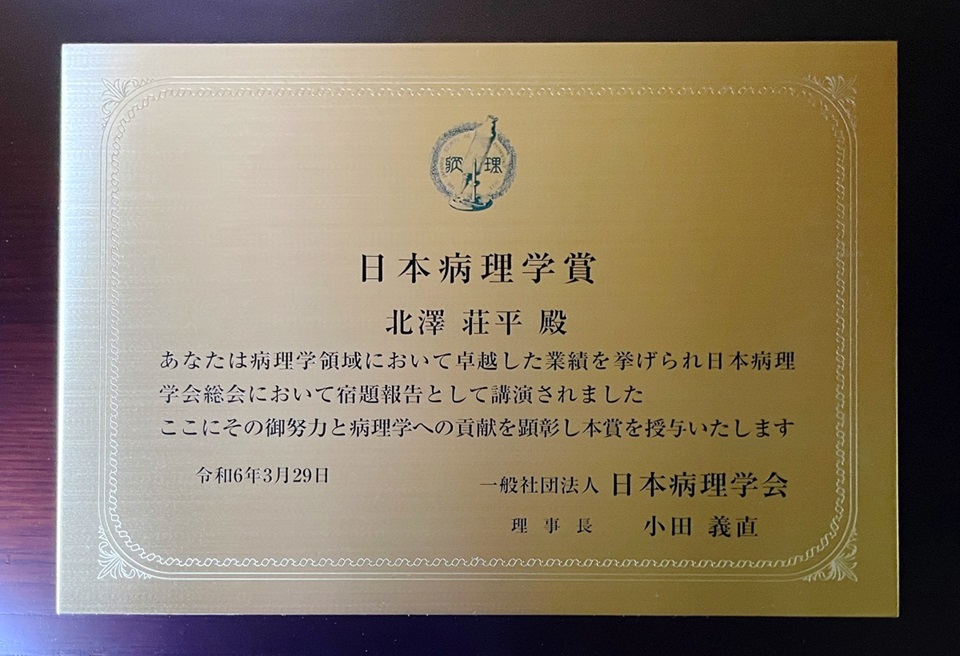 病理
日本病理学賞
北澤 荘平 殿
あなたは病理学領域において卓越した業績を挙げられ日本病理
学会総会において宿題報告として講演されました
ここにその御努力と病理学への貢献を顕彰し本賞を授与いたします
令和6年3月29日
一般社団法人 日本病理学会
理事長 小田 義直